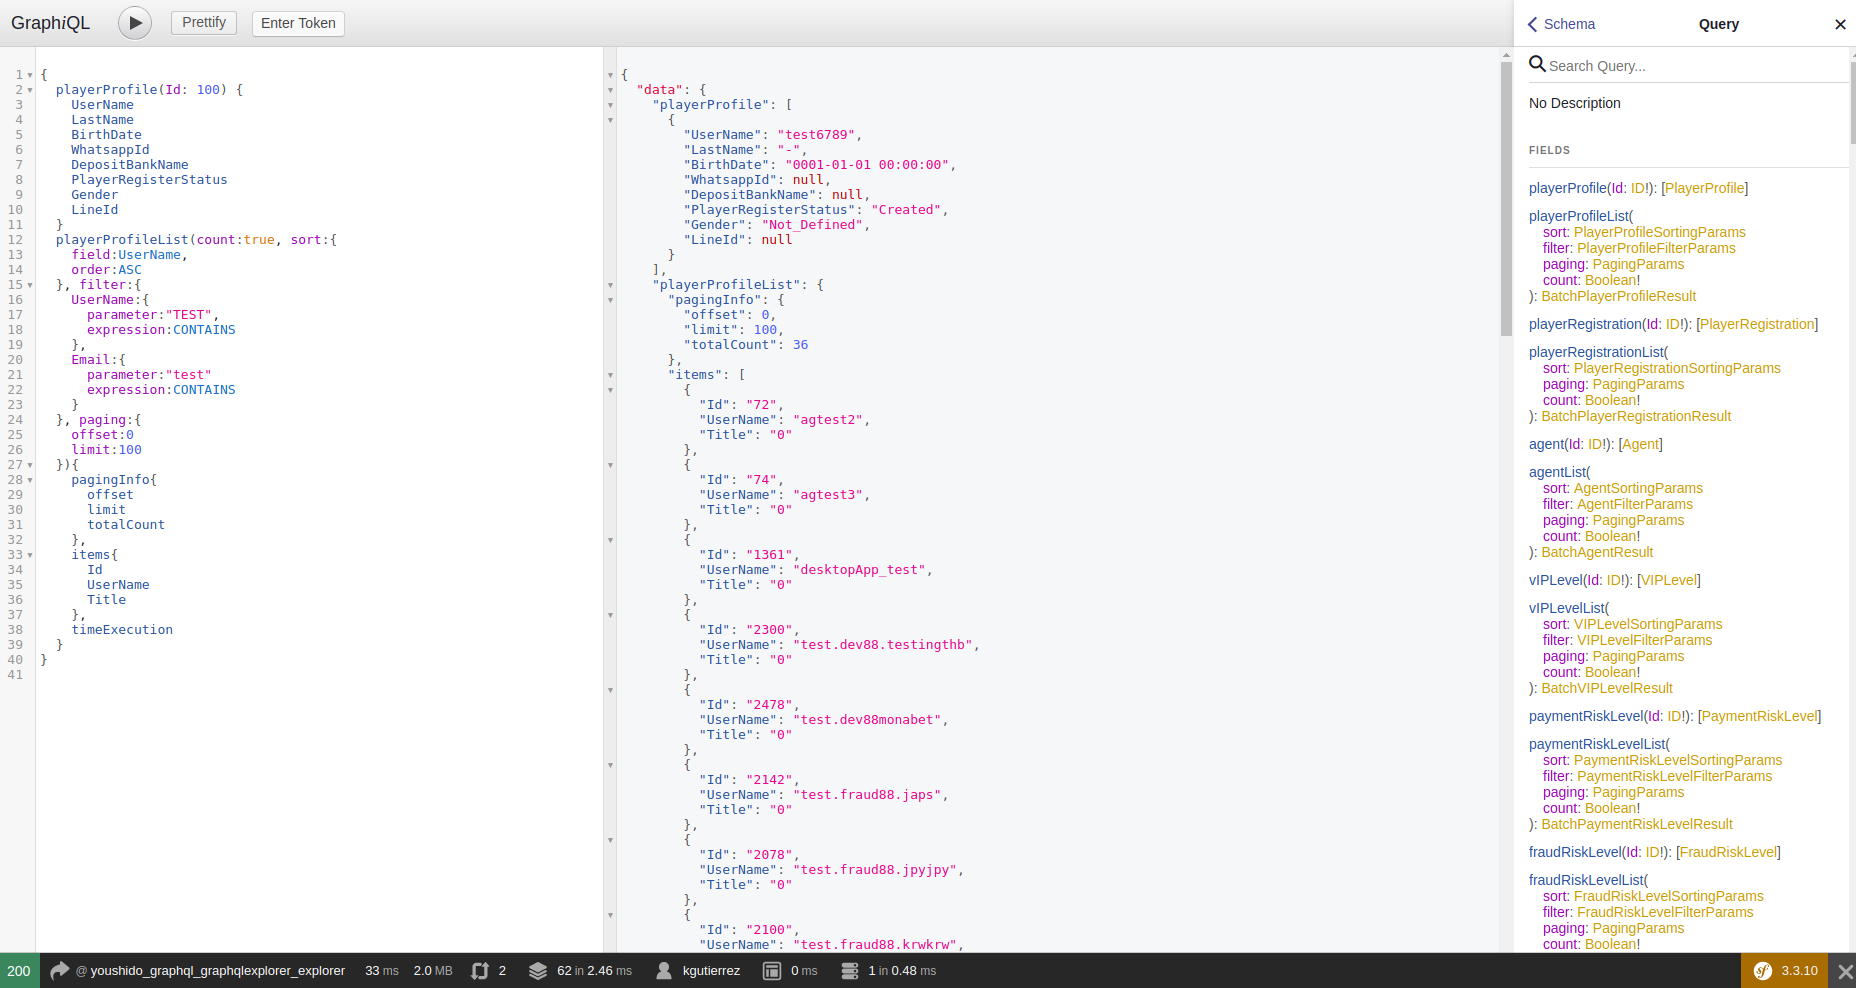 GraphiQL
Prettify
Enter Token
Schema
Query
1 {
2 playerProfile(Id: 100) {
3 UserName
4 LastName
5 BirthDate
6 WhatsappId
7 DepositBankName
8 PlayerRegisterStatus
9 Gender
10 LineId
11 }
12 playerProfileList(count:true, sort:{
13 field:UserName,
14 order:ASC
15 }, filter:{
16 UserName:{
17 parameter:"TEST",
18 expression:CONTAINS
19 },
20 Email:{
21 parameter:"test"
22 expression:CONTAINS
23 }
24 }, paging:{
25 offset:0
26 limit:100
27 }){
28 pagingInfo{
29 offset
30 limit
31 totalCount
32 },
33 items{
34 Id
35 UserName
36 Title
37 },
38 timeExecution
39 }
40 }
41
{
"data": {
"playerProfile": [
{
"UserName": "test6789",
"LastName": "-",
"BirthDate": "0001-01-01 00:00:00",
"WhatsappId": null,
"DepositBankName": null,
"PlayerRegisterStatus": "Created",
"Gender": "Not_Defined",
"LineId": null
}
],
"playerProfileList": {
"pagingInfo": {
"offset": 0,
"limit": 100,
"totalCount": 36
},
"items": [
{
"Id": "72",
"UserName": "agtest2",
"Title": "0"
},
{
"Id": "74",
"UserName": "agtest3",
"Title": "0"
},
{
"Id": "1361",
"UserName": "desktopApp_test",
"Title": "0"
},
{
"Id": "2300",
"UserName": "test.dev88.testingthb",
"Title": "0"
},
{
"Id": "2478",
"UserName": "test.dev88monabet",
"Title": "0"
},
{
"Id": "2142",
"UserName": "test.fraud88.japs",
"Title": "0"
},
{
"Id": "2078",
"UserName": "test.fraud88.jpyjpy",
"Title": "0"
},
{
"Id": "2100",
"UserName": "test.fraud88.krwkrw",
Search Query...
No Description
FIELDS
playerProfile(Id: ID!): [PlayerProfile]
playerProfileList(
sort: PlayerProfileSortingParams
filter: PlayerProfileFilterParams
paging: PagingParams
count: Boolean!
): BatchPlayerProfileResult
playerRegistration(Id: ID!): [PlayerRegistration]
playerRegistrationList(
sort: PlayerRegistrationSortingParams
paging: PagingParams
count: Boolean!
): BatchPlayerRegistrationResult
agent(Id: ID!): [Agent]
agentList(
sort: AgentSortingParams
filter: AgentFilterParams
paging: PagingParams
count: Boolean!
): BatchAgentResult
vIPLevel(Id: ID!): [VIPLevel]
vIPLevelList(
sort: VIPLevelSortingParams
filter: VIPLevelFilterParams
paging: PagingParams
count: Boolean!
): BatchVIPLevelResult
paymentRiskLevel(Id: ID!): [PaymentRiskLevel]
paymentRiskLevelList(
sort: PaymentRiskLevelSortingParams
filter: PaymentRiskLevelFilterParams
paging: PagingParams
count: Boolean!
): BatchPaymentRiskLevelResult
fraudRiskLevel(Id: ID!): [FraudRiskLevel]
fraudRiskLevelList(
sort: FraudRiskLevelSortingParams
filter: FraudRiskLevelFilterParams
paging: PagingParams
count: Boolean!
200 @ youshido_graphql_graphqlexplorer_explorer 33 ms 2.0 MB 2 62 in 2.46 ms kgutierrez 0 ms 1 in 0.48 ms sf 3.3.10